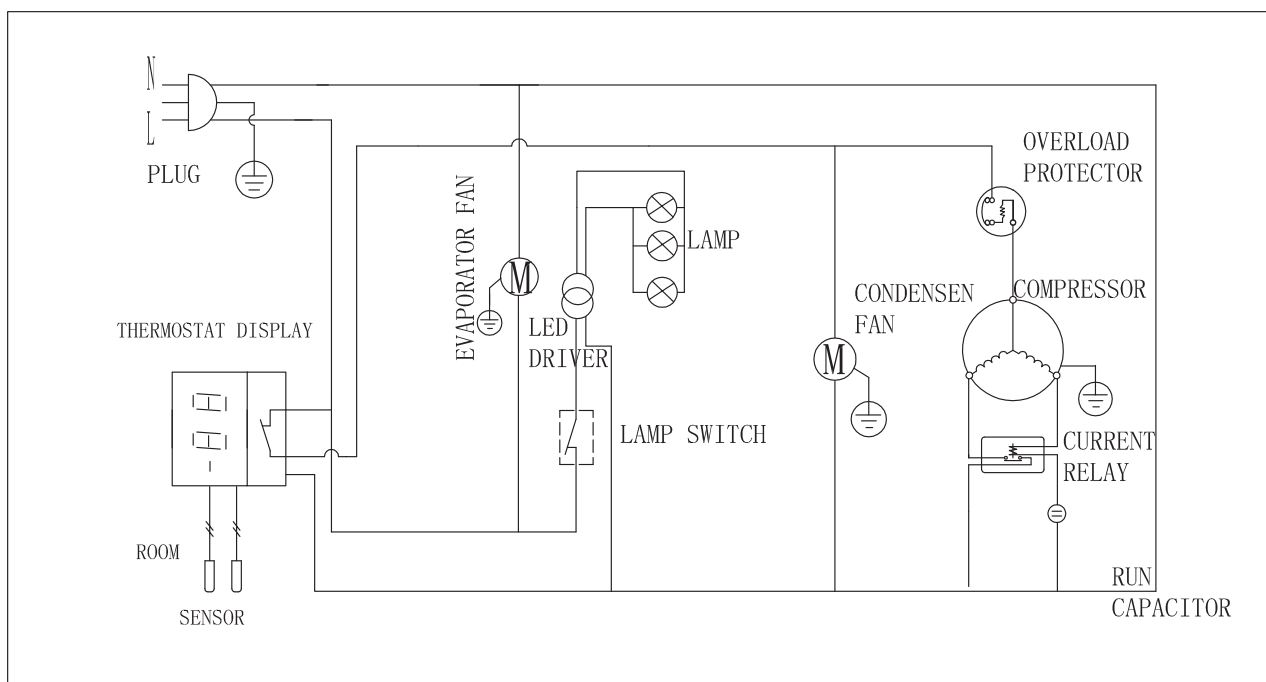 N
L
PLUG
OVERLOAD
PROTECTOR
EVAPORATOR FAN
LAMP
M
CONDENSEN
FAN
COMPRESSOR
THERMOSTAT DISPLAY
LED
DRIVER
M
LAMP SWITCH
CURRENT
RELAY
ROOM
SENSOR
RUN
CAPACITOR